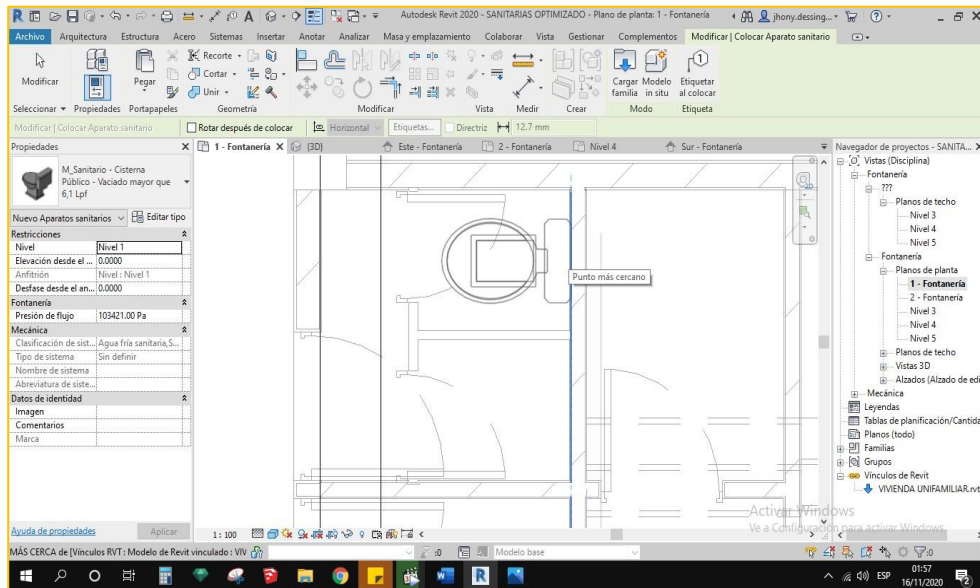 Autodesk Revit 2020 - SANITARIAS OPTIMIZADO - Plano de planta: 1 - Fontanería
jhony.dessing...
Archivo Arquitectura Estructura Acero Sistemas Insertar Anotar Analizar Masa y emplazamiento Colaborar Vista Gestionar Complementos Modificar | Colocar Aparato sanitario
Recorte
Cortar
Unir
Modificar
Pegar
Cargar familia
Modelo in situ
Etiquetar al colocar
Seleccionar Propiedades Portapapeles Geometría Modificar Vista Medir Crear Modo Etiqueta
Modificar | Colocar Aparato sanitario Rotar después de colocar Horizontal Etiquetas... Directriz 12.7 mm
Propiedades
1 - Fontanería {3D} Este - Fontanería 2 - Fontanería Nivel 4 Sur - Fontanería
M_Sanitario - Cisterna
Público - Vaciado mayor que
6,1 Lpf
Nuevo Aparatos sanitarios Editar tipo
Restricciones
Nivel Nivel 1
Elevación desde el ... 0.0000
Anfitrión Nivel : Nivel 1
Desfase desde el an... 0.0000
Fontanería
Presión de flujo 103421.00 Pa
Mecánica
Clasificación de sist... Agua fría sanitaria,S...
Tipo de sistema Sin definir
Nombre de sistema
Abreviatura de siste...
Datos de identidad
Imagen
Comentarios
Marca
Ayuda de propiedades Aplicar
2D
Punto más cercano
Navegador de proyectos - SANITA...
Vistas (Disciplina)
Fontanería
???
Planos de techo
Nivel 3
Nivel 4
Nivel 5
Fontanería
Planos de planta
1 - Fontanería
2 - Fontanería
Nivel 3
Nivel 4
Nivel 5
Planos de techo
Vistas 3D
Alzados (Alzado de edi
Mecánica
Leyendas
Tablas de planificación/Cantida
Planos (todo)
Familias
Grupos
Vínculos de Revit
VIVIENDA UNIFAMILIAR.rvt
Activar Windows
Ve a Configuración para activar Windows.
1 : 100
MÁS CERCA de [Vínculos RVT : Modelo de Revit vinculado : VIV
:0
Modelo base
:0
ESP
01:57
16/11/2020
2